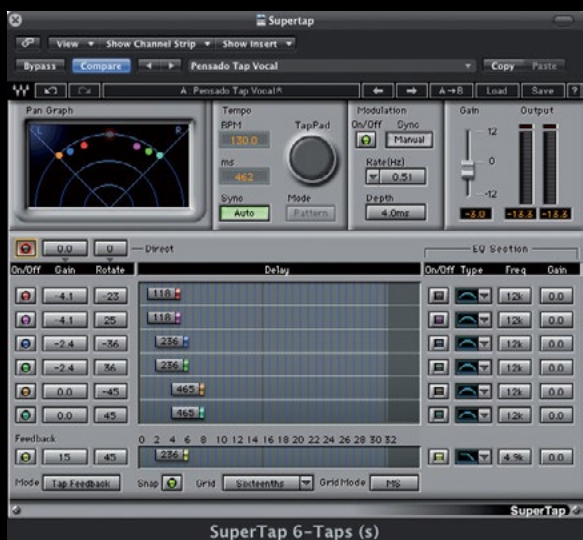 Supertap
View Show Channel Strip Show Insert
Bypass Compare Pensado Tap Vocal Copy Paste
A: Pensado Tap Vocal* A→B Load Save ?
Pan Graph Tempo Modulation Gain Output
L R BPM TapPad On/Off Sync 12
130.0 Manual
ms Rate(Hz) 0
462 0.51
Sync Mode Depth -12
Auto Pattern 4.0ms -6.0 -13.3 -13.3
0.0 0 Direct EQ Section
On/Off Gain Rotate Delay On/Off Type Freq Gain
-4.1 -23 118 12k 0.0
-4.1 25 118 12k 0.0
-2.4 -36 236 12k 0.0
-2.4 36 236 12k 0.0
0.0 -45 465 12k 0.0
0.0 45 465 12k 0.0
Feedback 0 2 4 6 8 10 12 14 16 18 20 22 24 26 28 30 32
15 45 236 4.9k 0.0
Mode Tap Feedback Snap Grid Sixteenths Grid Mode MS
SuperTap
SuperTap 6-Taps (s)